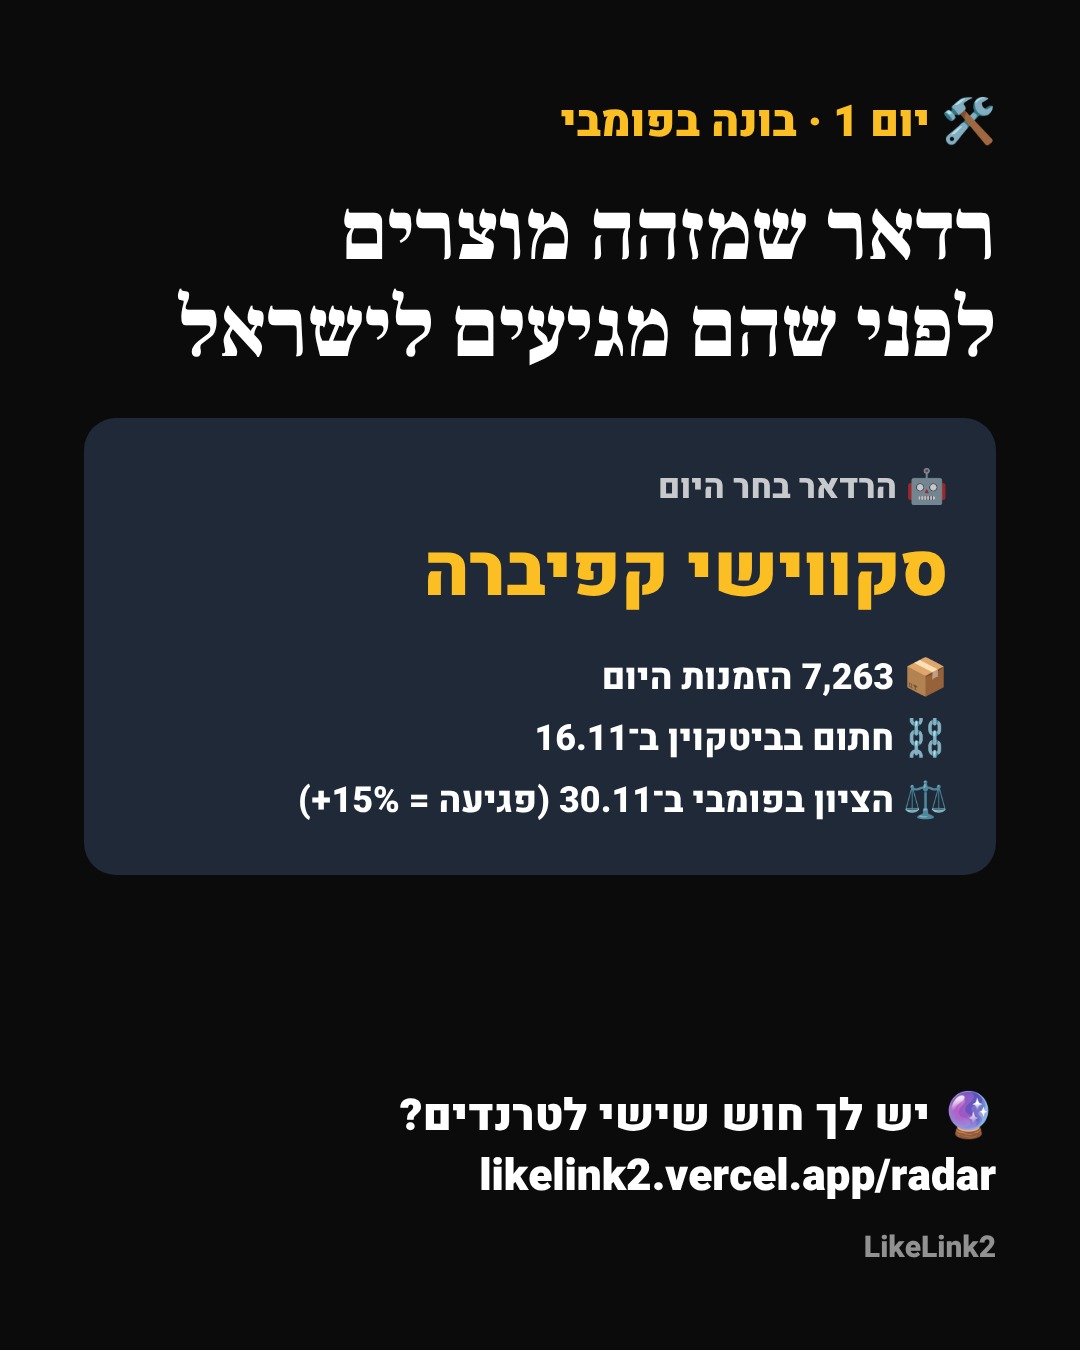 🛠️ יום 1 · בונה בפומבי
רדאר שמזהה מוצרים
לפני שהם מגיעים לישראל
🤖 הרדאר בחר היום
סקווישי קפיברה
📦 7,263 הזמנות היום
⛓️ חתום בביטקוין ב־16.11
⚖️ הציון בפומבי ב־30.11 (פגיעה = 15%+)
🔮 יש לך חוש שישי לטרנדים?
likelink2.vercel.app/radar
LikeLink2